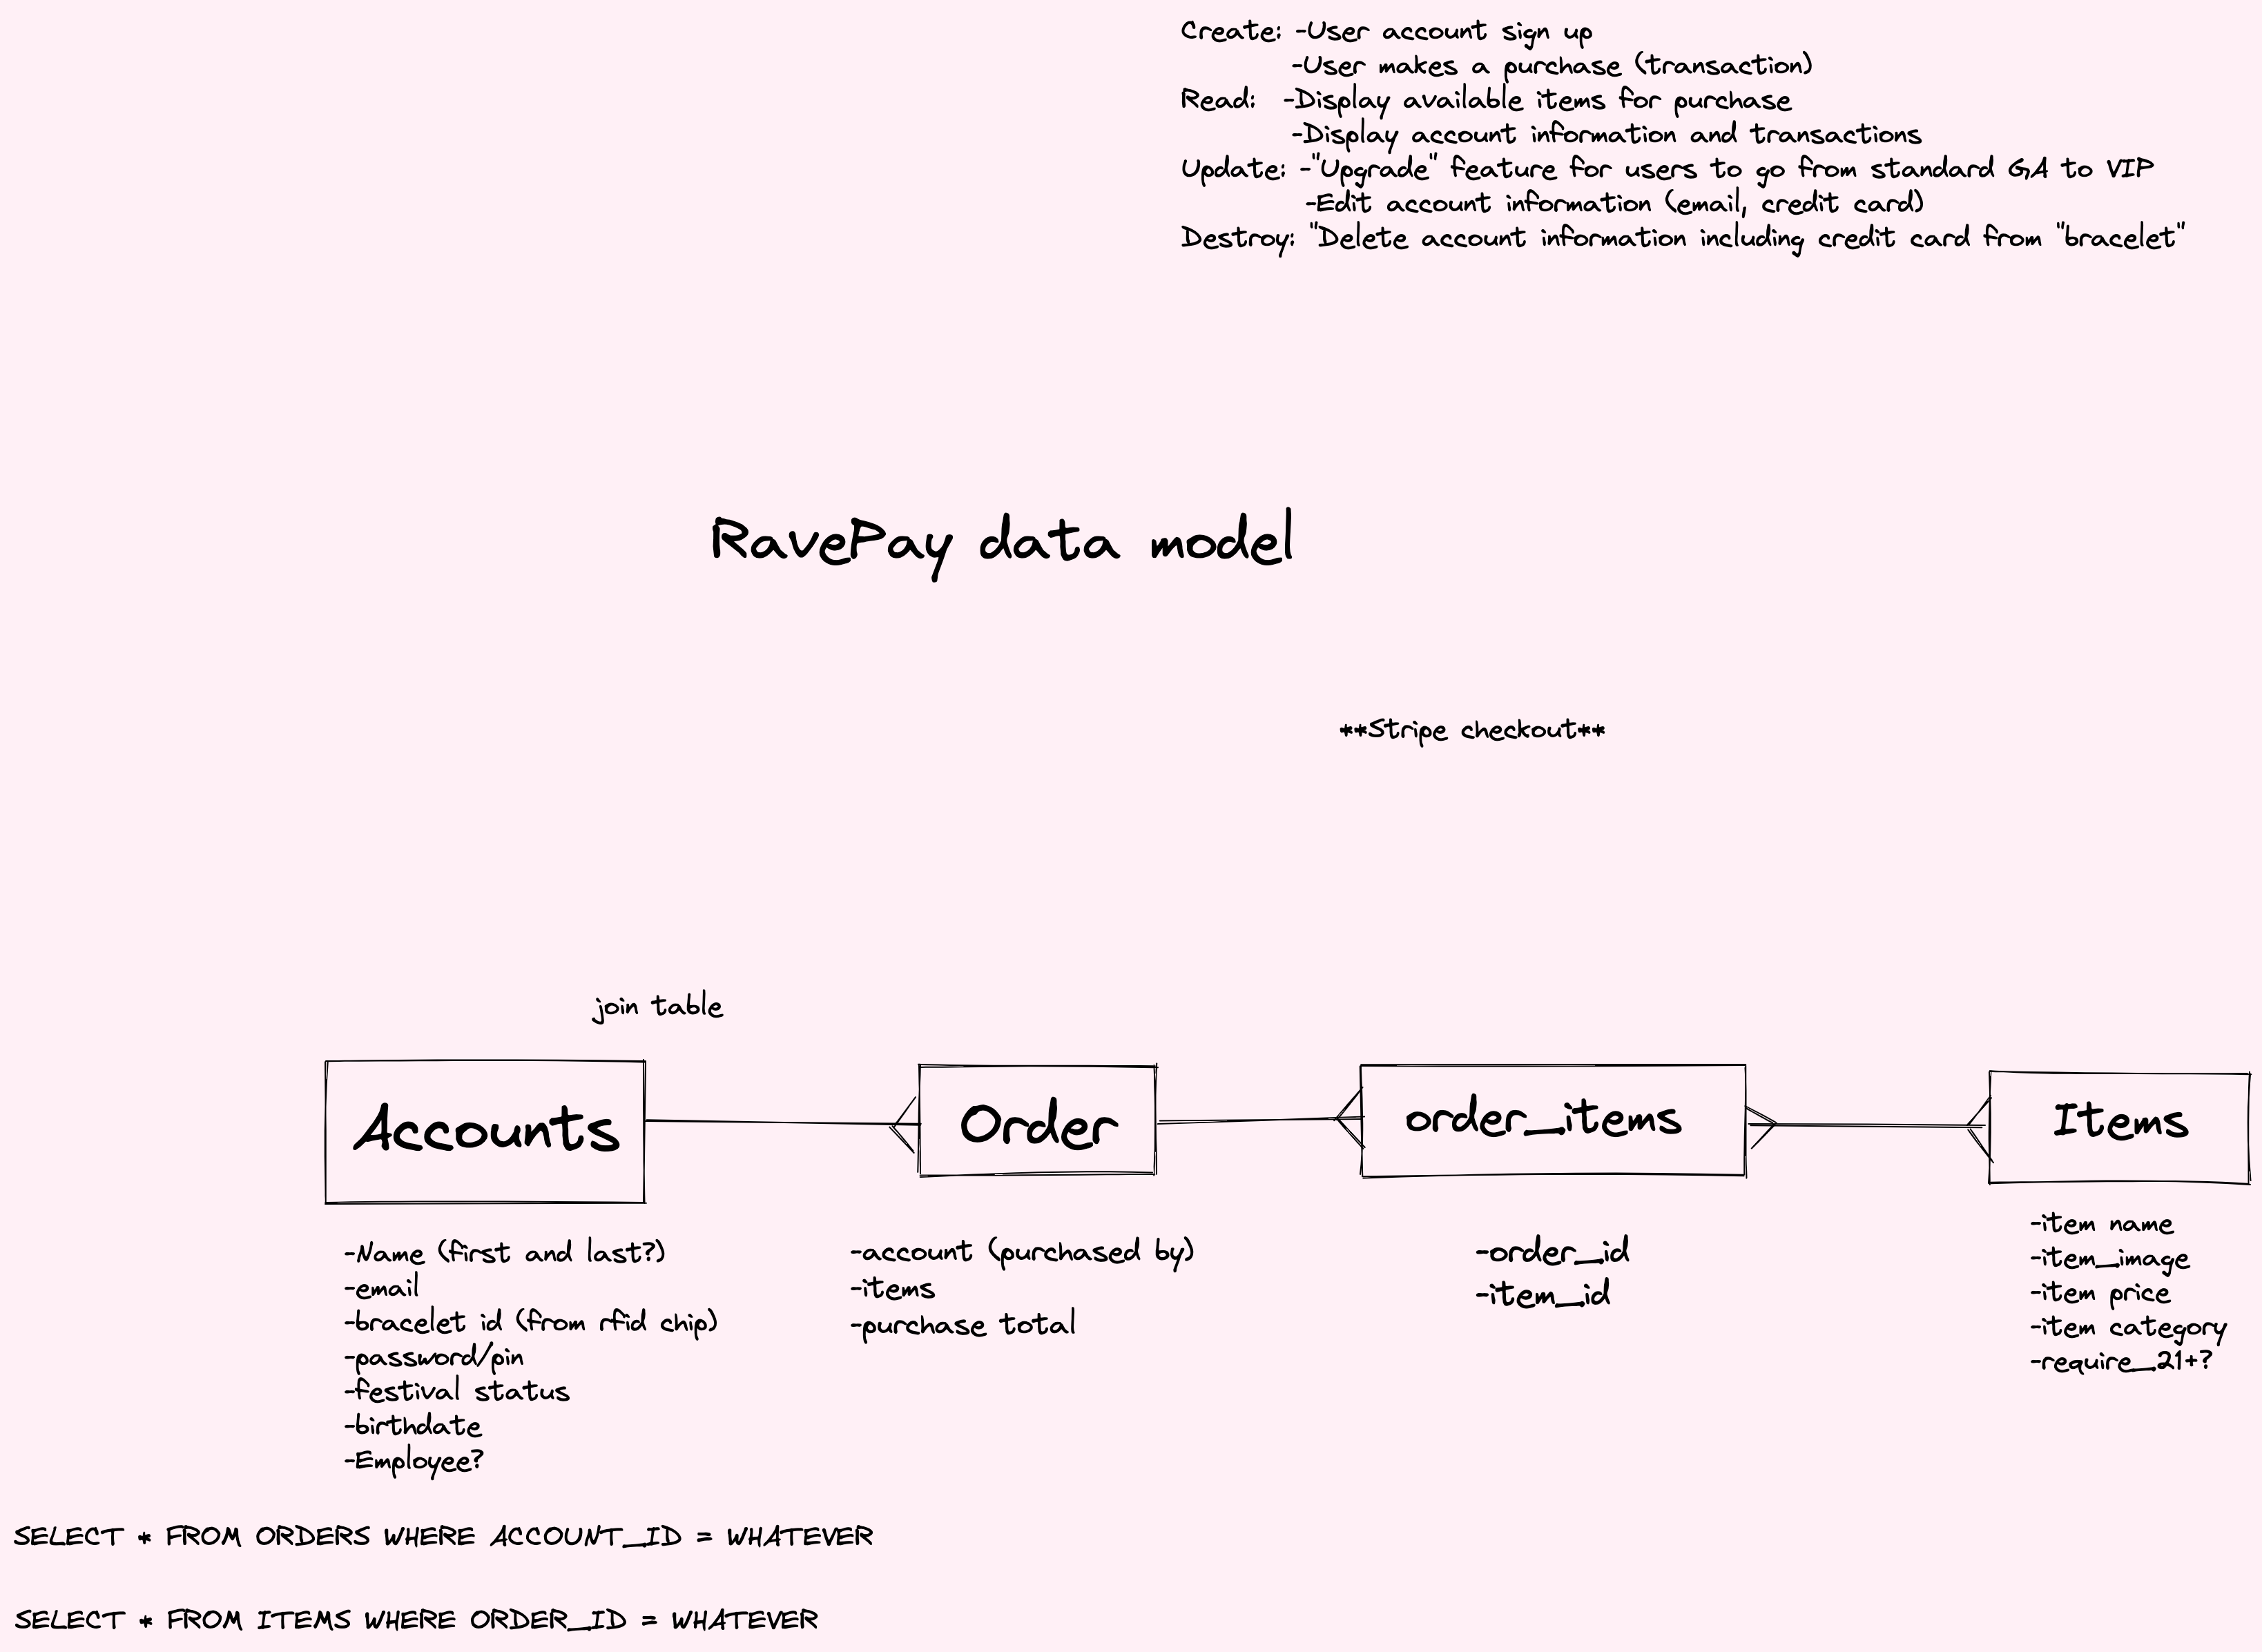 Create: -User account sign up
-User makes a purchase (transaction)
Read: -Display available items for purchase
-Display account information and transactions
Update: -"Upgrade" feature for users to go from standard GA to VIP
-Edit account information (email, credit card)
Destroy: "Delete account information including credit card from "bracelet"
RavePay data model
**Stripe checkout**
join table
Accounts
Order
order_items
Items
-Name (first and last?)
-email
-bracelet id (from rfid chip)
-password/pin
-festival status
-birthdate
-Employee?
-account (purchased by)
-items
-purchase total
-order_id
-item_id
-item name
-item_image
-item price
-item category
-require_21+?
SELECT * FROM ORDERS WHERE ACCOUNT_ID = WHATEVER
SELECT * FROM ITEMS WHERE ORDER_ID = WHATEVER